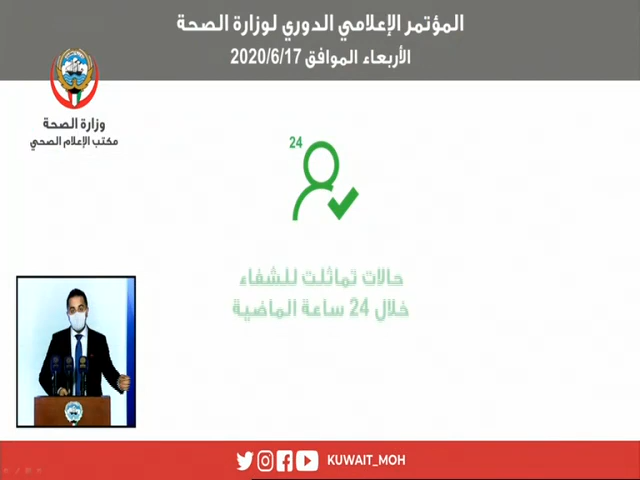 المؤتمر الإعلامي الدوري لوزارة الصحة
الأربعاء الموافق 2020/6/17
وزارة الصحة
مكتب الإعلام الصحي
24
حالات تماثلت للشفاء
خلال 24 ساعة الماضية
KUWAIT_MOH